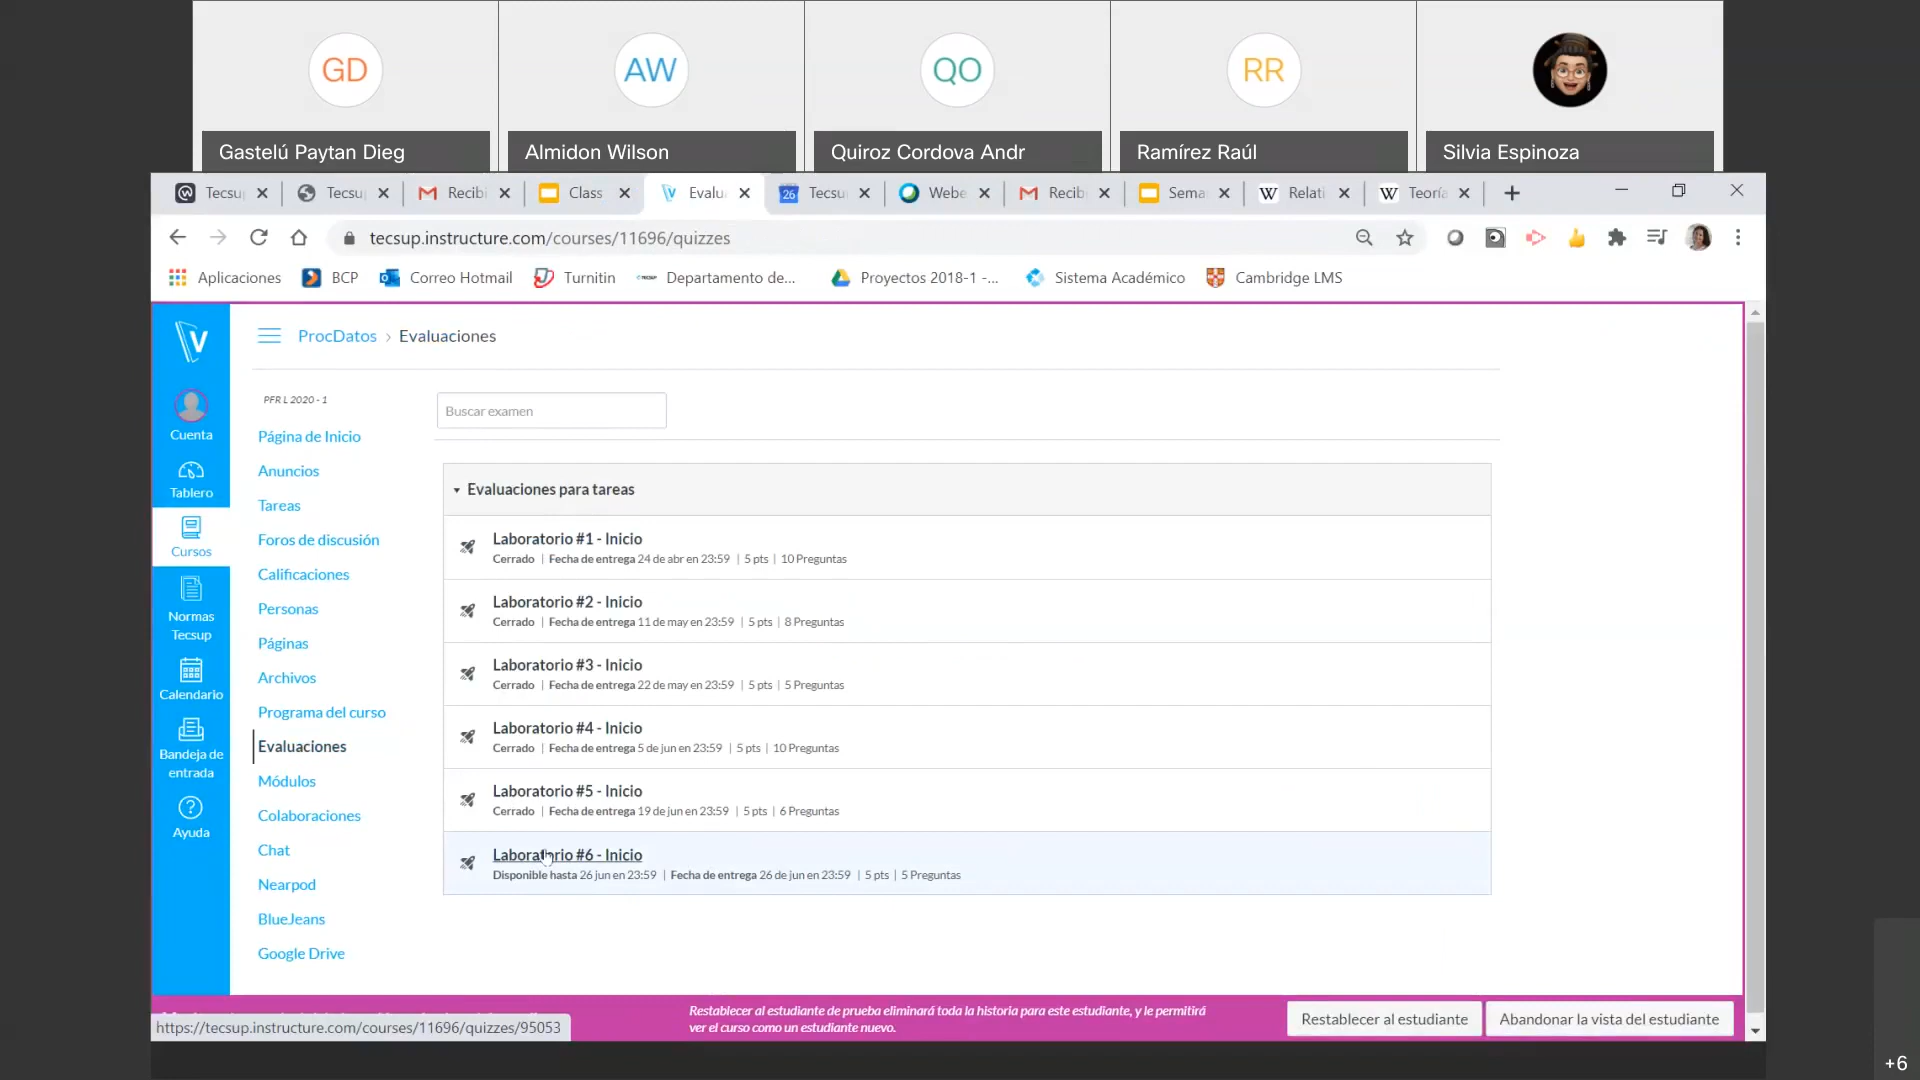 GD
AW
QO
RR
Gastelú Paytan Dieg
Almidon Wilson
Quiroz Cordova Andr
Ramírez Raúl
Silvia Espinoza
Tecsu
Tecsu
Recibi
Class
Evalu
26
Tecsu
Webe
Recib
Sema
W
Relati
W
Teoría
tecsup.instructure.com/courses/11696/quizzes
Aplicaciones
BCP
Correo Hotmail
Turnitin
Departamento de...
Proyectos 2018-1 -...
Sistema Académico
Cambridge LMS
V
Cuenta
Tablero
Cursos
Normas
Tecsup
Calendario
Bandeja de
entrada
Ayuda
ProcDatos › Evaluaciones
PFR L 2020 - 1
Página de Inicio
Anuncios
Tareas
Foros de discusión
Calificaciones
Personas
Páginas
Archivos
Programa del curso
Evaluaciones
Módulos
Colaboraciones
Chat
Nearpod
BlueJeans
Google Drive
Buscar examen
Evaluaciones para tareas
Laboratorio #1 - Inicio
Cerrado | Fecha de entrega 24 de abr en 23:59 | 5 pts | 10 Preguntas
Laboratorio #2 - Inicio
Cerrado | Fecha de entrega 11 de may en 23:59 | 5 pts | 8 Preguntas
Laboratorio #3 - Inicio
Cerrado | Fecha de entrega 22 de may en 23:59 | 5 pts | 5 Preguntas
Laboratorio #4 - Inicio
Cerrado | Fecha de entrega 5 de jun en 23:59 | 5 pts | 10 Preguntas
Laboratorio #5 - Inicio
Cerrado | Fecha de entrega 19 de jun en 23:59 | 5 pts | 6 Preguntas
Laboratorio #6 - Inicio
Disponible hasta 26 jun en 23:59 | Fecha de entrega 26 de jun en 23:59 | 5 pts | 5 Preguntas
Restablecer al estudiante de prueba eliminará toda la historia para este estudiante, y le permitirá
ver el curso como un estudiante nuevo.
Restablecer al estudiante
Abandonar la vista del estudiante
https://tecsup.instructure.com/courses/11696/quizzes/95053
+6